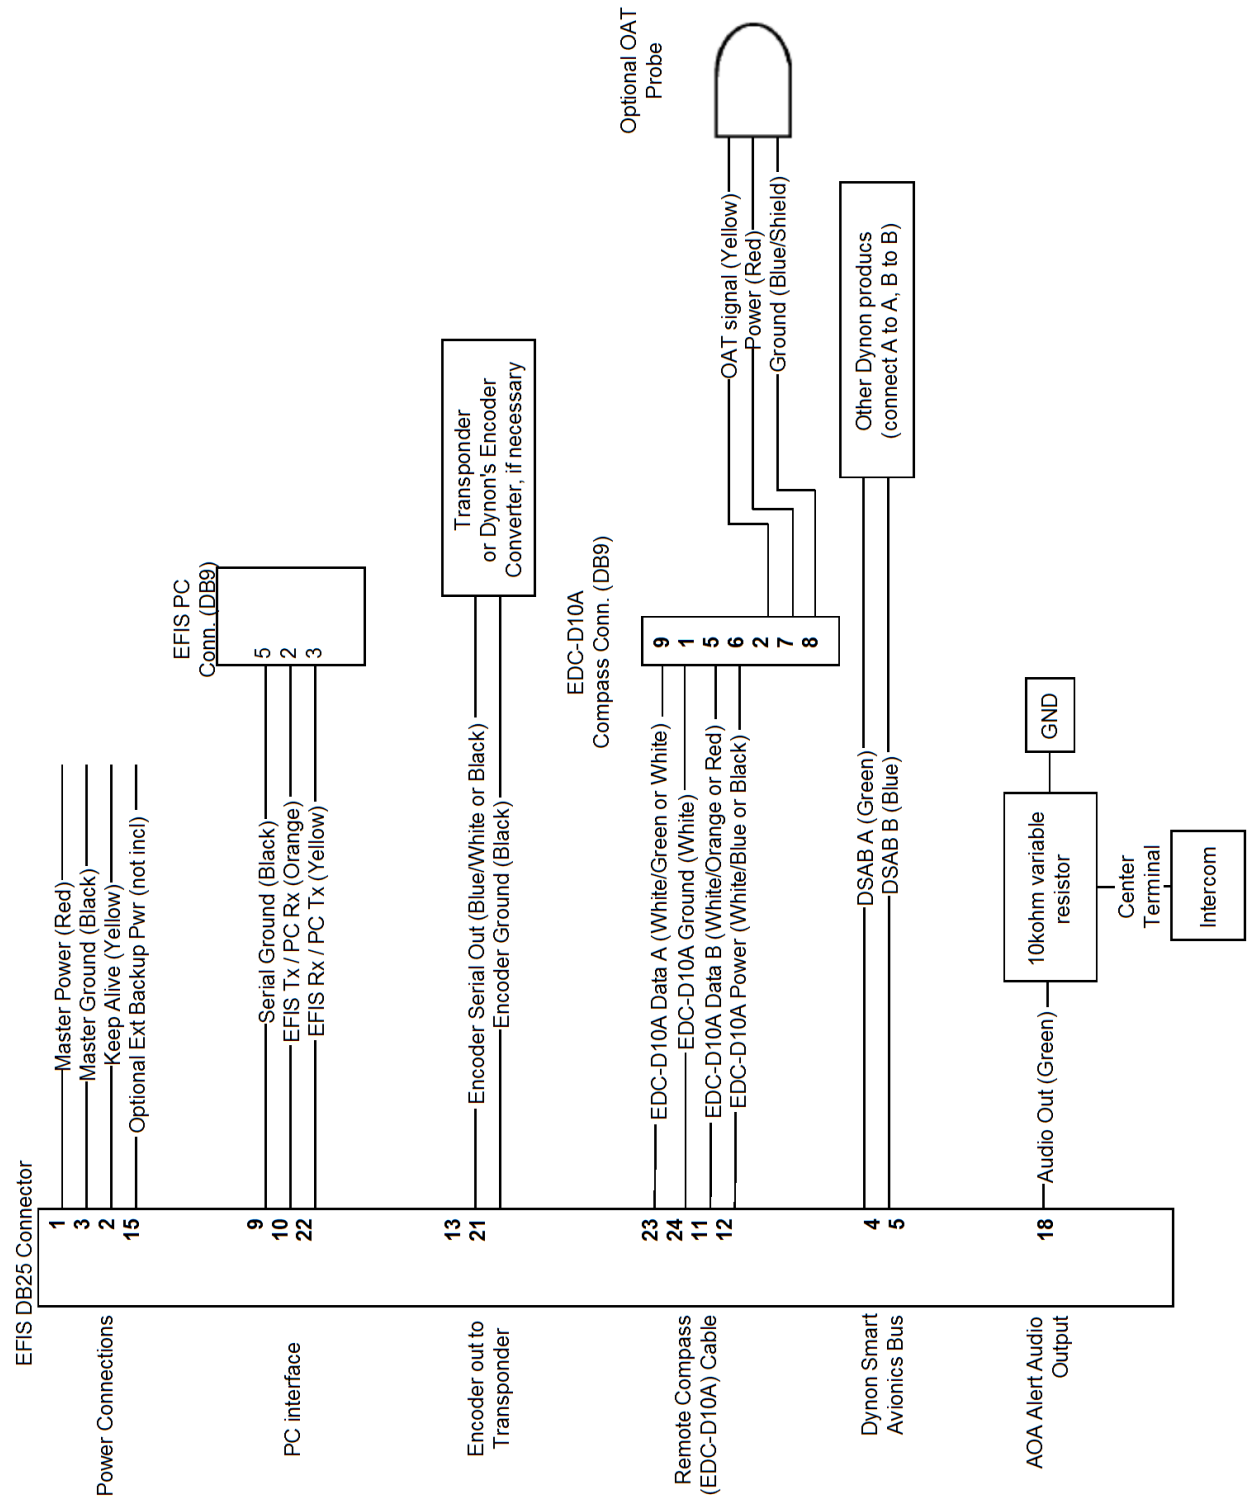 EFIS DB25 Connector
Power Connections
1
3
2
15
Master Power (Red)
Master Ground (Black)
Keep Alive (Yellow)
Optional Ext Backup Pwr (not incl)
PC interface
9
10
22
Serial Ground (Black)
EFIS Tx / PC Rx (Orange)
EFIS Rx / PC Tx (Yellow)
5
2
3
EFIS PC
Conn. (DB9)
Encoder out to
Transponder
13
21
Encoder Serial Out (Blue/White or Black)
Encoder Ground (Black)
Transponder
or Dynon's Encoder
Converter, if necessary
Remote Compass
(EDC-D10A) Cable
23
24
11
12
EDC-D10A Data A (White/Green or White)
EDC-D10A Ground (White)
EDC-D10A Data B (White/Orange or Red)
EDC-D10A Power (White/Blue or Black)
EDC-D10A
Compass Conn. (DB9)
9
1
5
6
2
7
8
OAT signal (Yellow)
Power (Red)
Ground (Blue/Shield)
Optional OAT
Probe
Dynon Smart
Avionics Bus
4
5
DSAB A (Green)
DSAB B (Blue)
Other Dynon producs
(connect A to A, B to B)
AOA Alert Audio
Output
18
Audio Out (Green)
10kohm variable
resistor
GND
Center
Terminal
Intercom